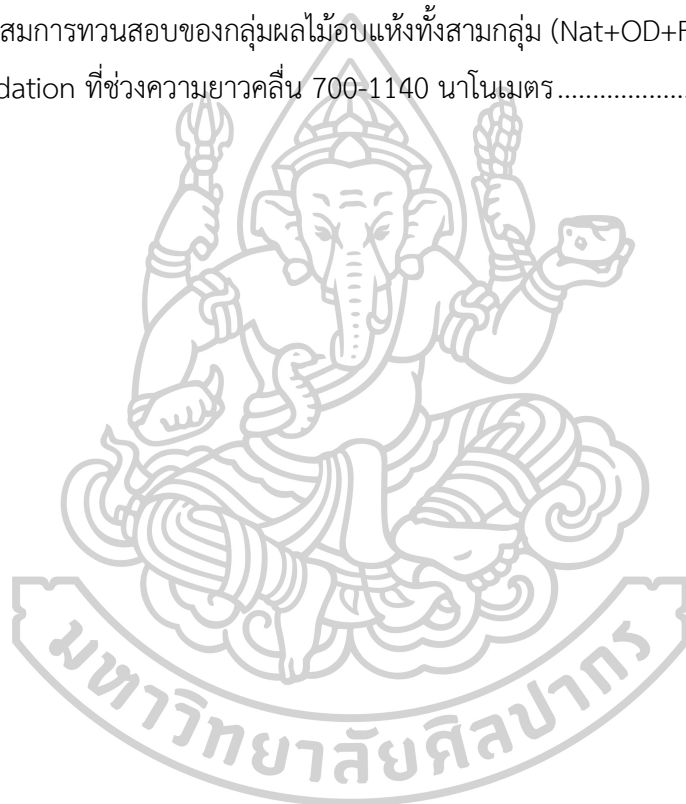 สมการทวนสอบของกลุ่มผลไม้อบแห้งทั้งสามกลุ่ม (Nat+OD+F
dation ที่ช่วงความยาวคลื่น 700-1140 นาโนเมตร...................
มหาวิทยาลัยศิลปากร